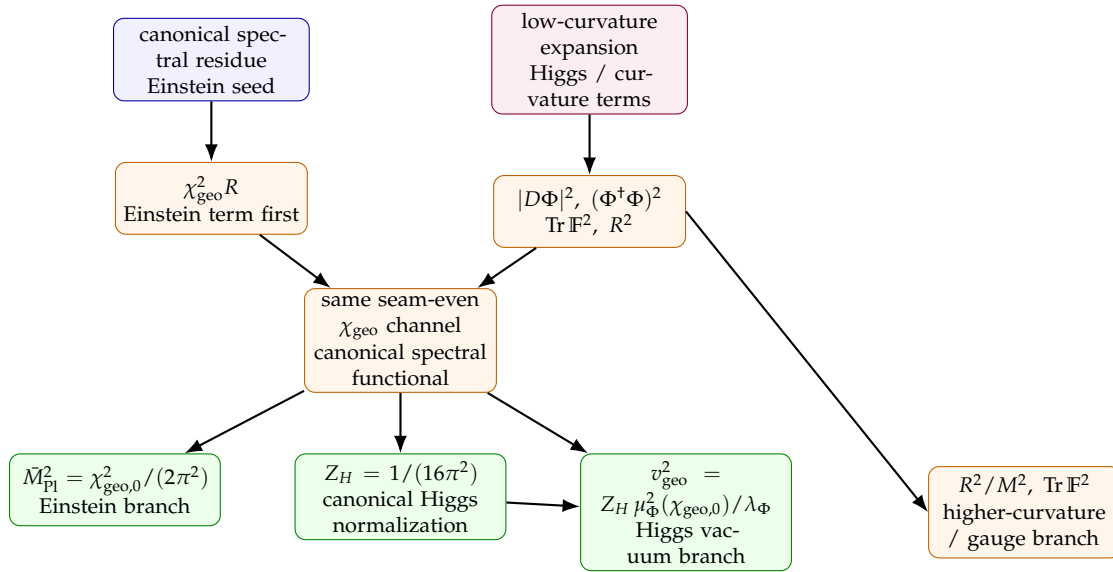 canonical spec-
tral residue
Einstein seed
low-curvature
expansion
Higgs / cur-
vature terms
χ²_geo R
Einstein term first
|DΦ|², (Φ†Φ)²
Tr 𝔽², R²
same seam-even
χ_geo channel
canonical spectral
functional
M̄²_Pl = χ²_geo,0/(2π²)
Einstein branch
Z_H = 1/(16π²)
canonical Higgs
normalization
v²_geo =
Z_H μ²_Φ(χ_geo,0)/λ_Φ
Higgs vac-
uum branch
R²/M², Tr 𝔽²
higher-curvature
/ gauge branch